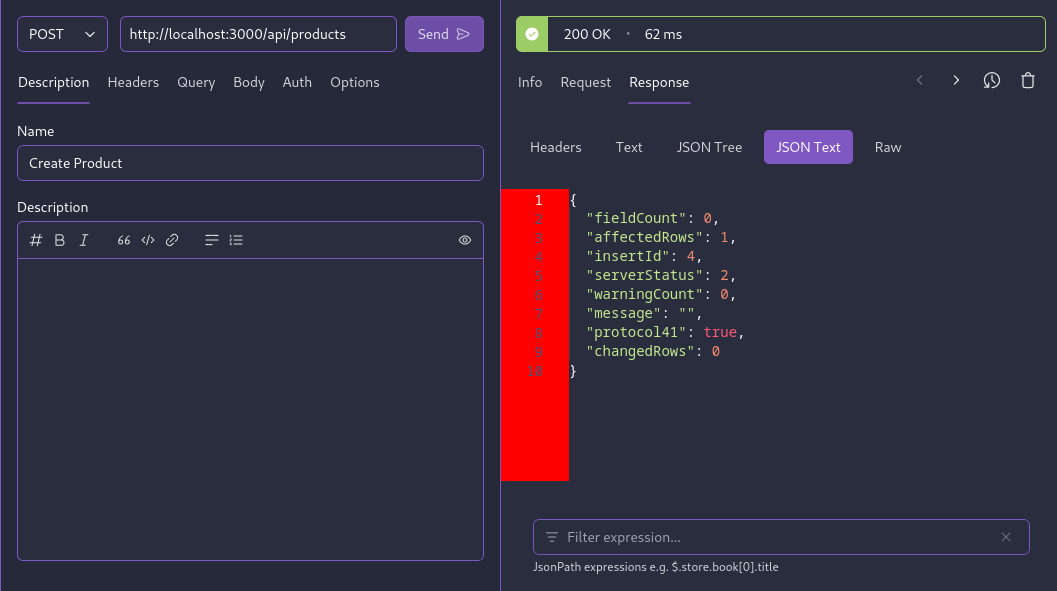 POST
http://localhost:3000/api/products
Send
Description Headers Query Body Auth Options
Name
Create Product
Description
200 OK • 62 ms
Info Request Response
Headers Text JSON Tree JSON Text Raw
1 {
2 "fieldCount": 0,
3 "affectedRows": 1,
4 "insertId": 4,
5 "serverStatus": 2,
6 "warningCount": 0,
7 "message": "",
8 "protocol41": true,
9 "changedRows": 0
10 }
Filter expression...
JsonPath expressions e.g. $.store.book[0].title